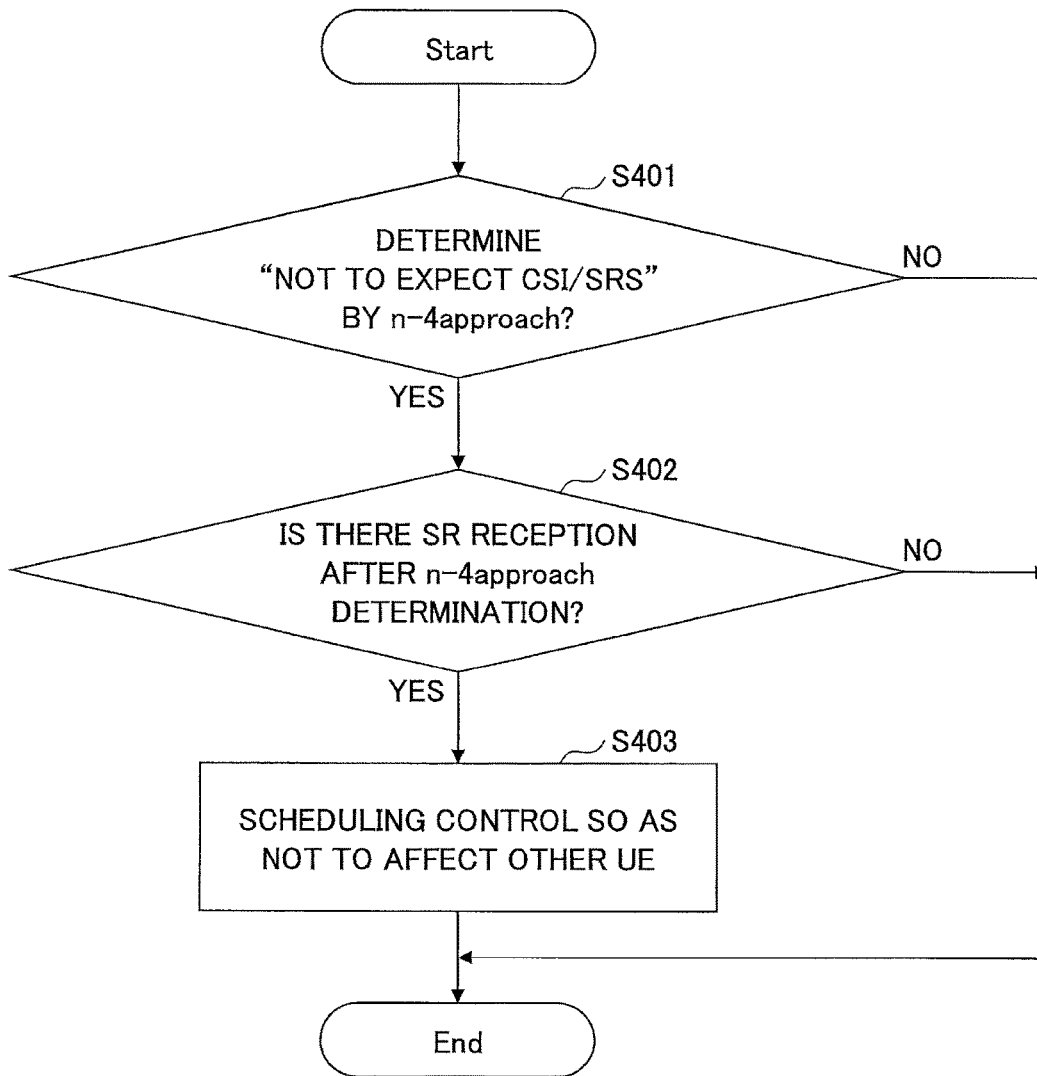 Start
S401
DETERMINE
“NOT TO EXPECT CSI/SRS”
BY n-4approach?
NO
YES
S402
IS THERE SR RECEPTION
AFTER n-4approach
DETERMINATION?
NO
YES
S403
SCHEDULING CONTROL SO AS
NOT TO AFFECT OTHER UE
End